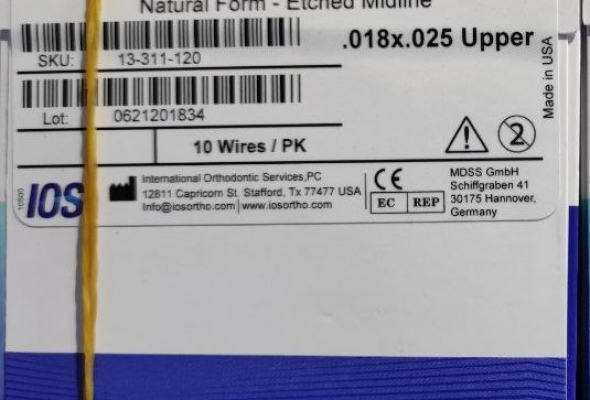 Natural Form - Etched Midline
SKU: 13-311-120
.018x.025 Upper
Made in USA
Lot: 0621201834
10 Wires / PK
2
10500
IOS
International Orthodontic Services,PC
12811 Capricorn St. Stafford, Tx 77477 USA
Info@iosortho.com | www.iosortho.com
CE
EC REP
MDSS GmbH
Schiffgraben 41
30175 Hannover,
Germany